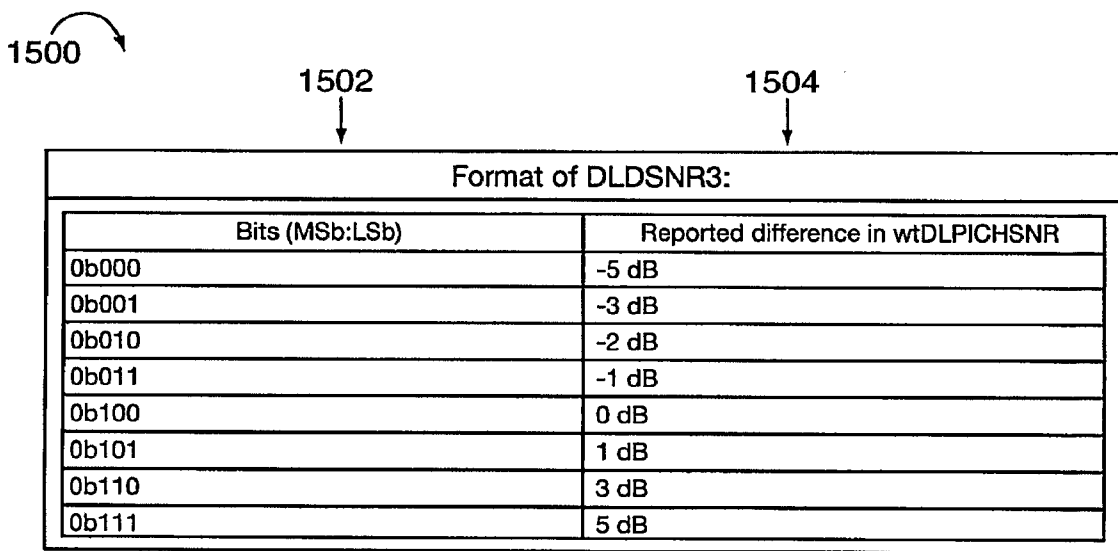 1500
1502 1504
Format of DLDSNR3:
Bits (MSb:LSb) Reported difference in wtDLPICHSNR
0b000 -5 dB
0b001 -3 dB
0b010 -2 dB
0b011 -1 dB
0b100 0 dB
0b101 1 dB
0b110 3 dB
0b111 5 dB